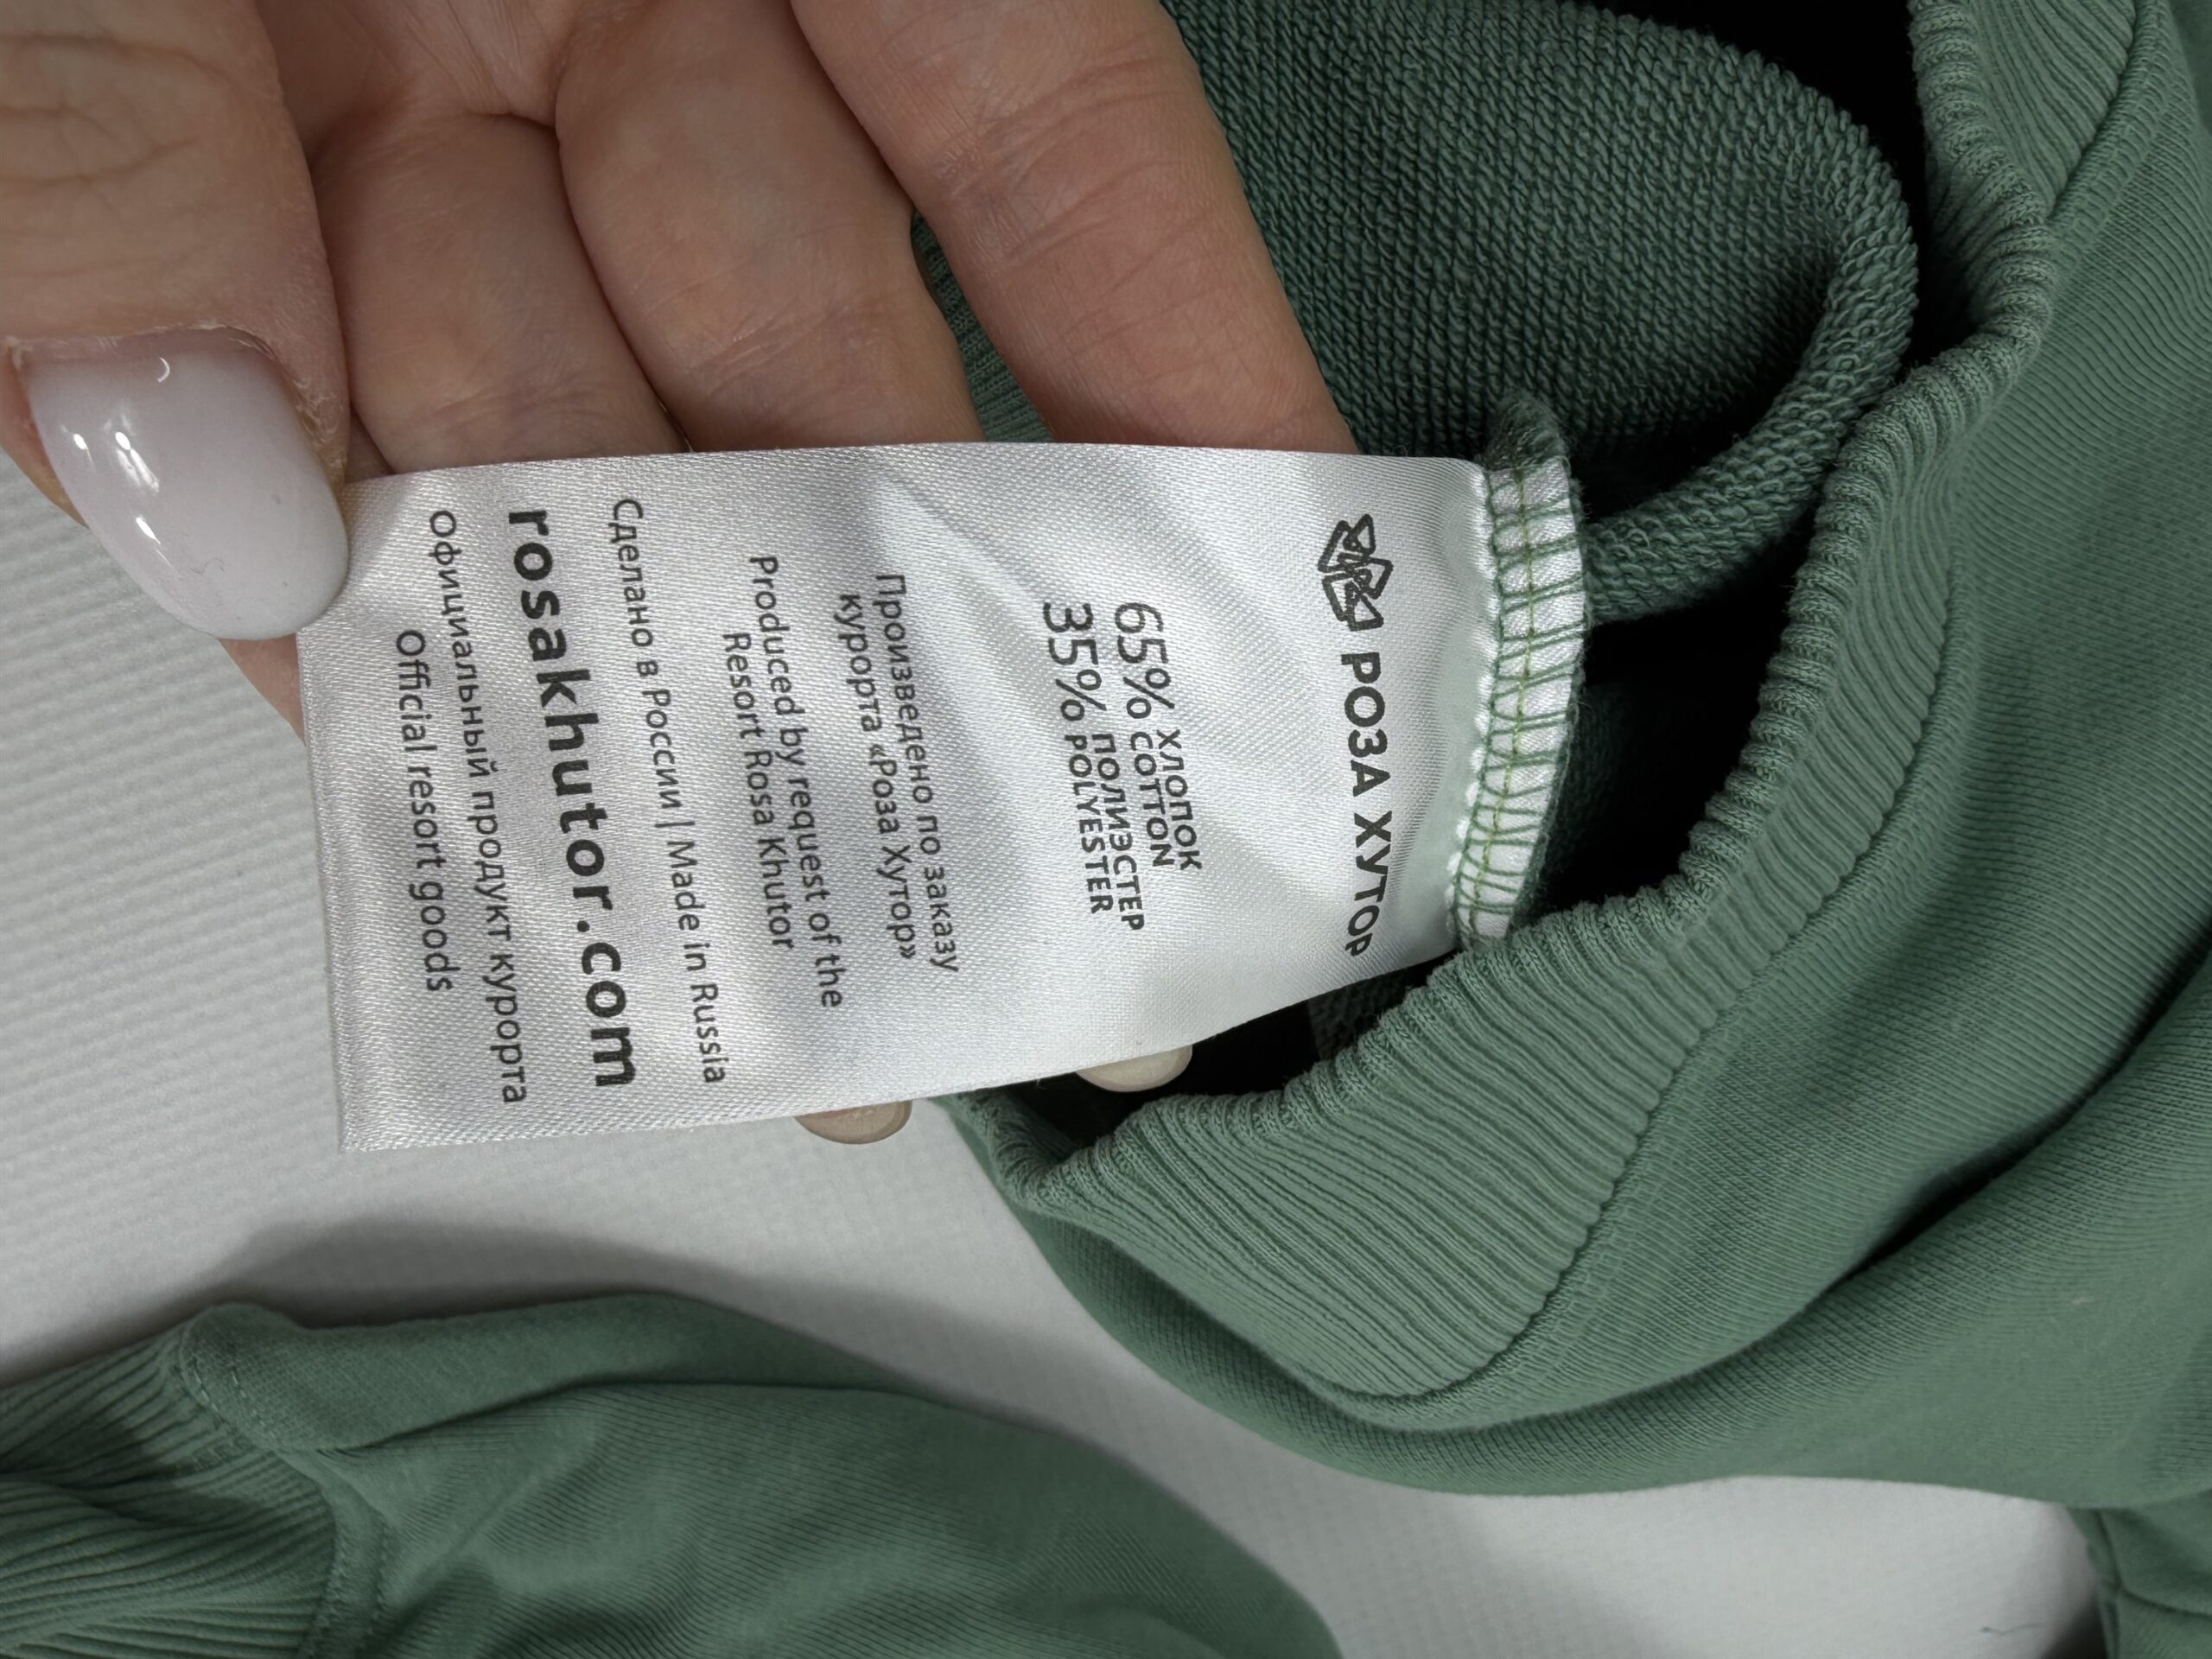 РОЗА ХУТОР
65% ХЛОПОК
COTTON
35% ПОЛИЭСТЕР
POLYESTER
Произведено по заказу
курорта «Роза Хутор»
Produced by request of the
Resort Rosa Khutor
Сделано в России | Made in Russia
rosakhutor.com
Официальный продукт курорта
Official resort goods